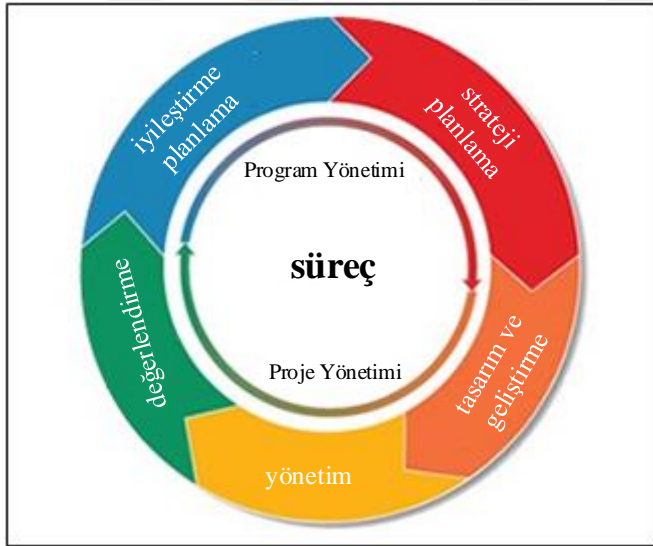 iyileştirme
planlama
strateji
planlama
Program Yönetimi
süreç
Proje Yönetimi
değerlendirme
tasarım ve
geliştirme
yönetim